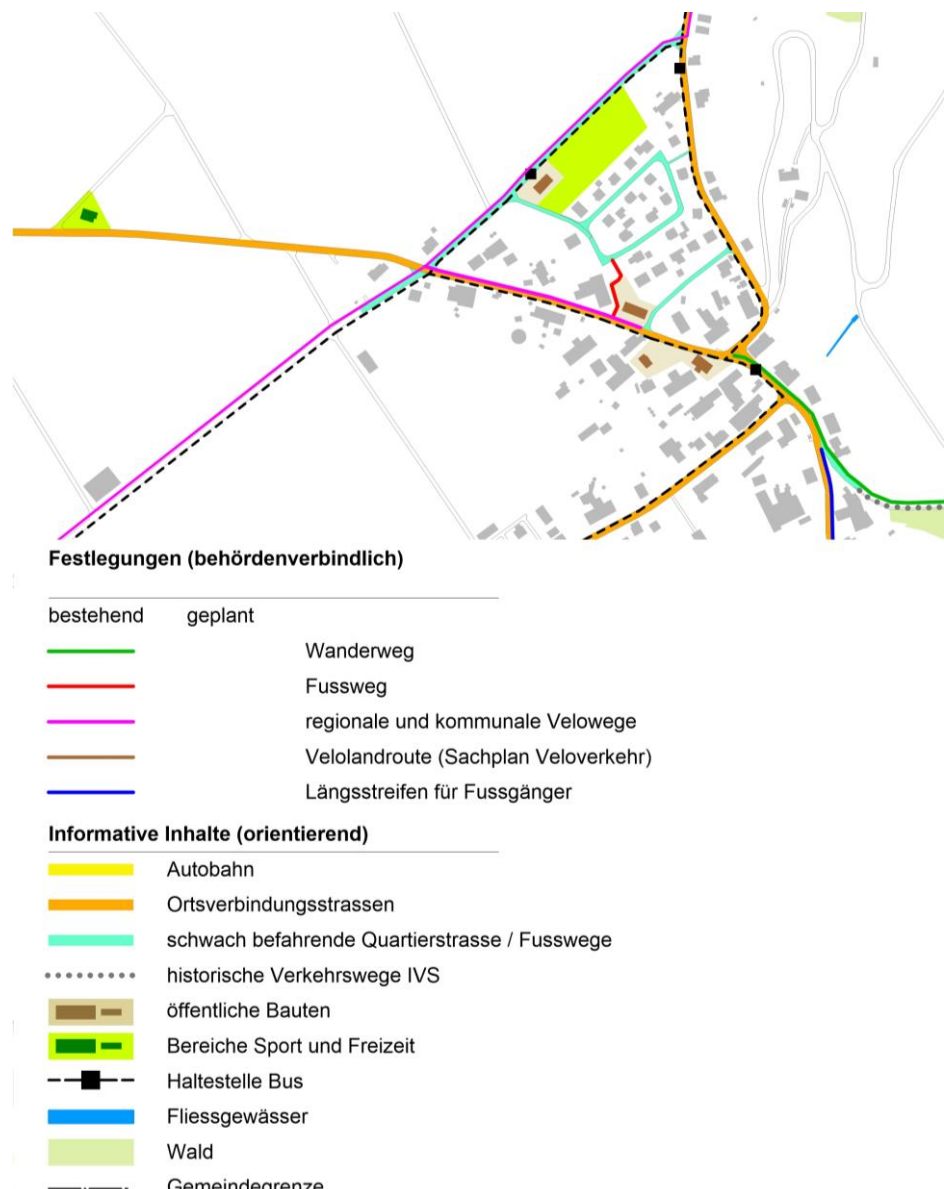 Festlegungen (behördenverbindlich)
bestehend geplant
Wanderweg
Fussweg
regionale und kommunale Velowege
Velolandroute (Sachplan Veloverkehr)
Längsstreifen für Fussgänger
Informative Inhalte (orientierend)
Autobahn
Ortsverbindungsstrassen
schwach befahrende Quartierstrasse / Fusswege
historische Verkehrswege IVS
öffentliche Bauten
Bereiche Sport und Freizeit
Haltestelle Bus
Fliessgewässer
Wald
Gemeindegrenze